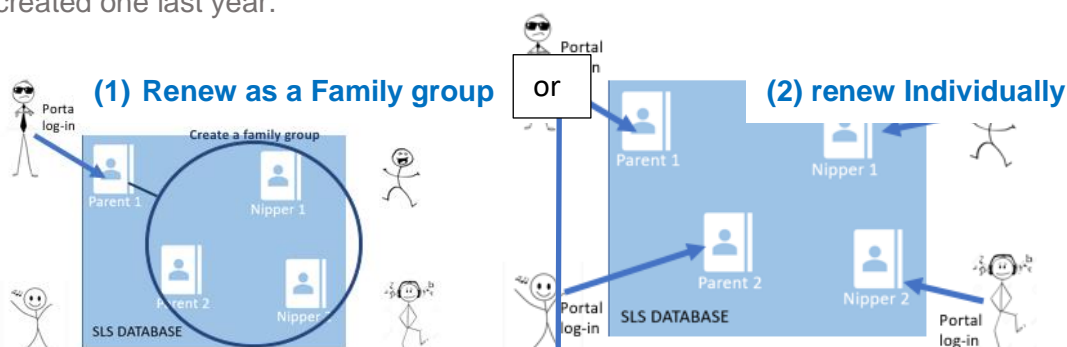 created one last year.
(1) Renew as a Family group
or
(2) renew Individually
Porta
log-in
Create a family group
Parent 1
Nipper 1
Parent 2
Nipper
SLS DATABASE
Portal
Parent 1
Nipper 1
Parent 2
Nipper 2
Portal
log-in
SLS DATABASE
Portal
log-in